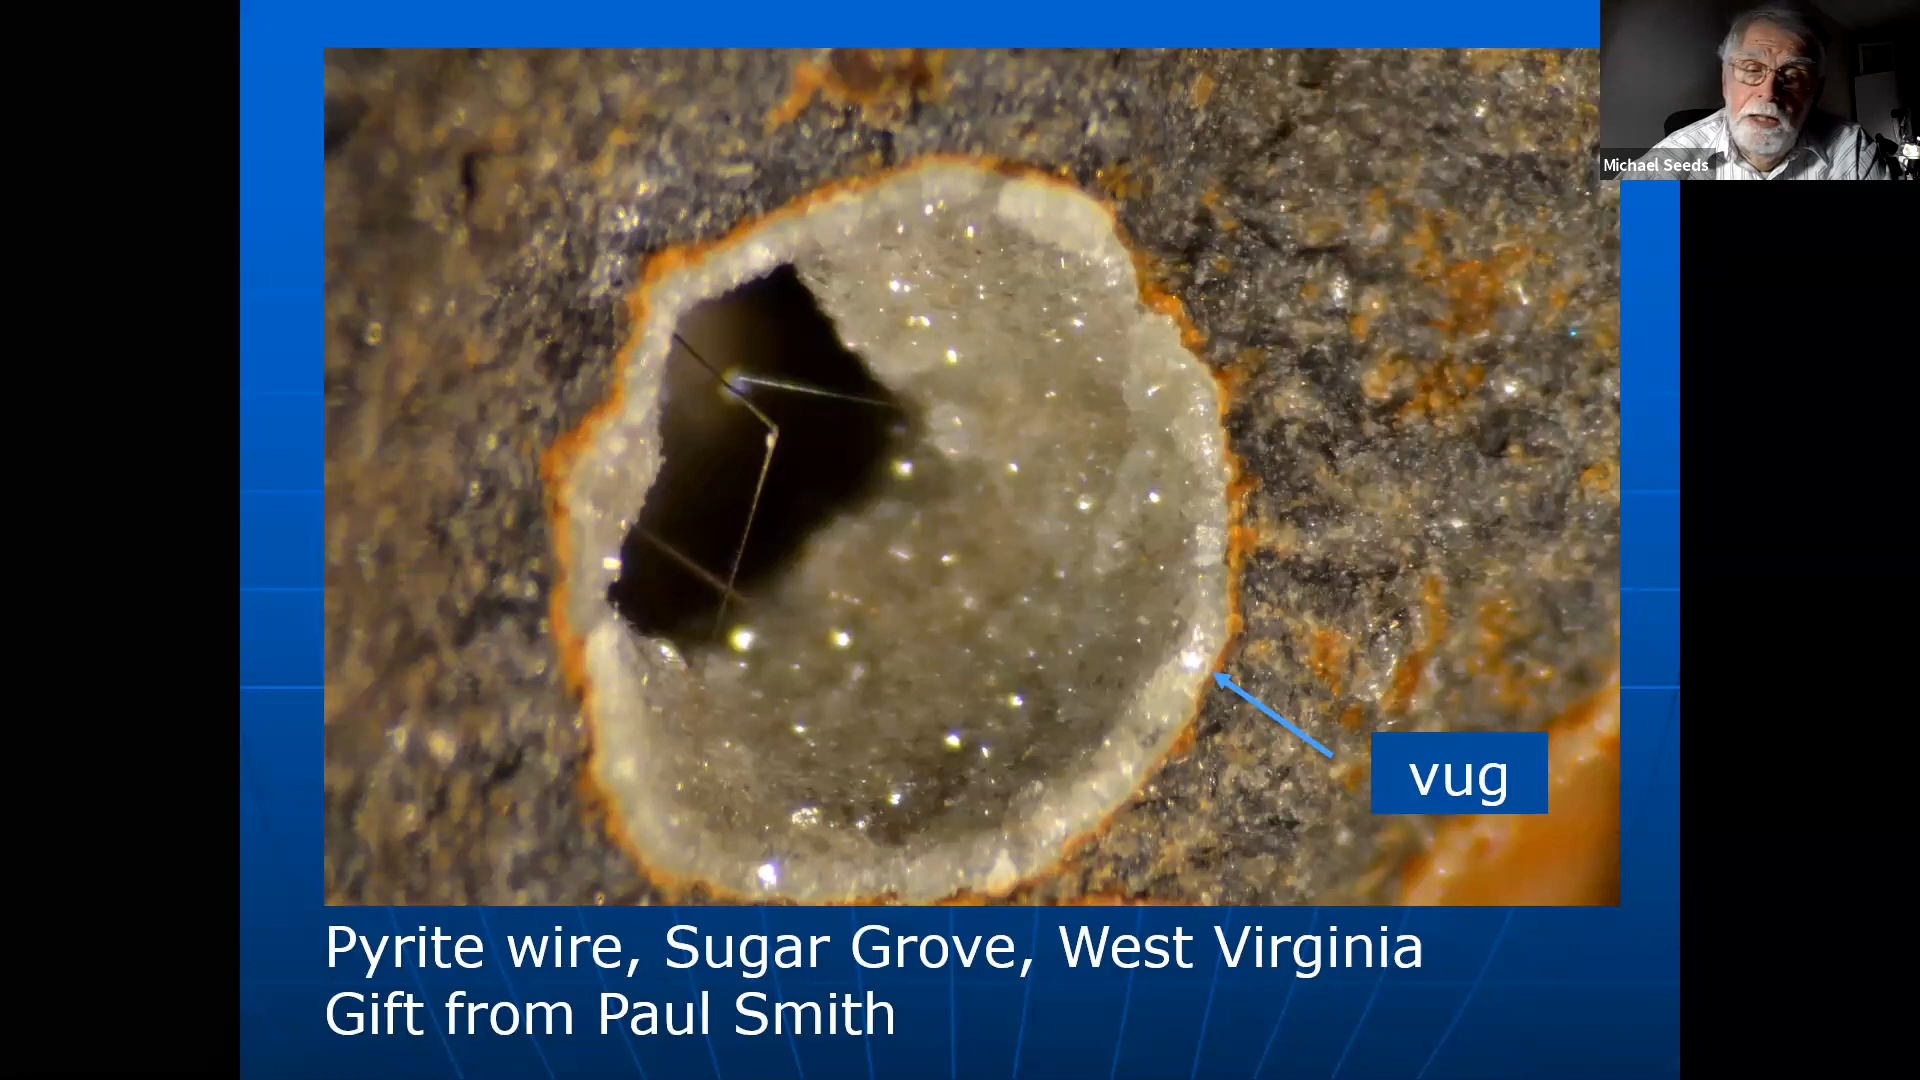 Michael Seeds
vug
Pyrite wire, Sugar Grove, West Virginia
Gift from Paul Smith